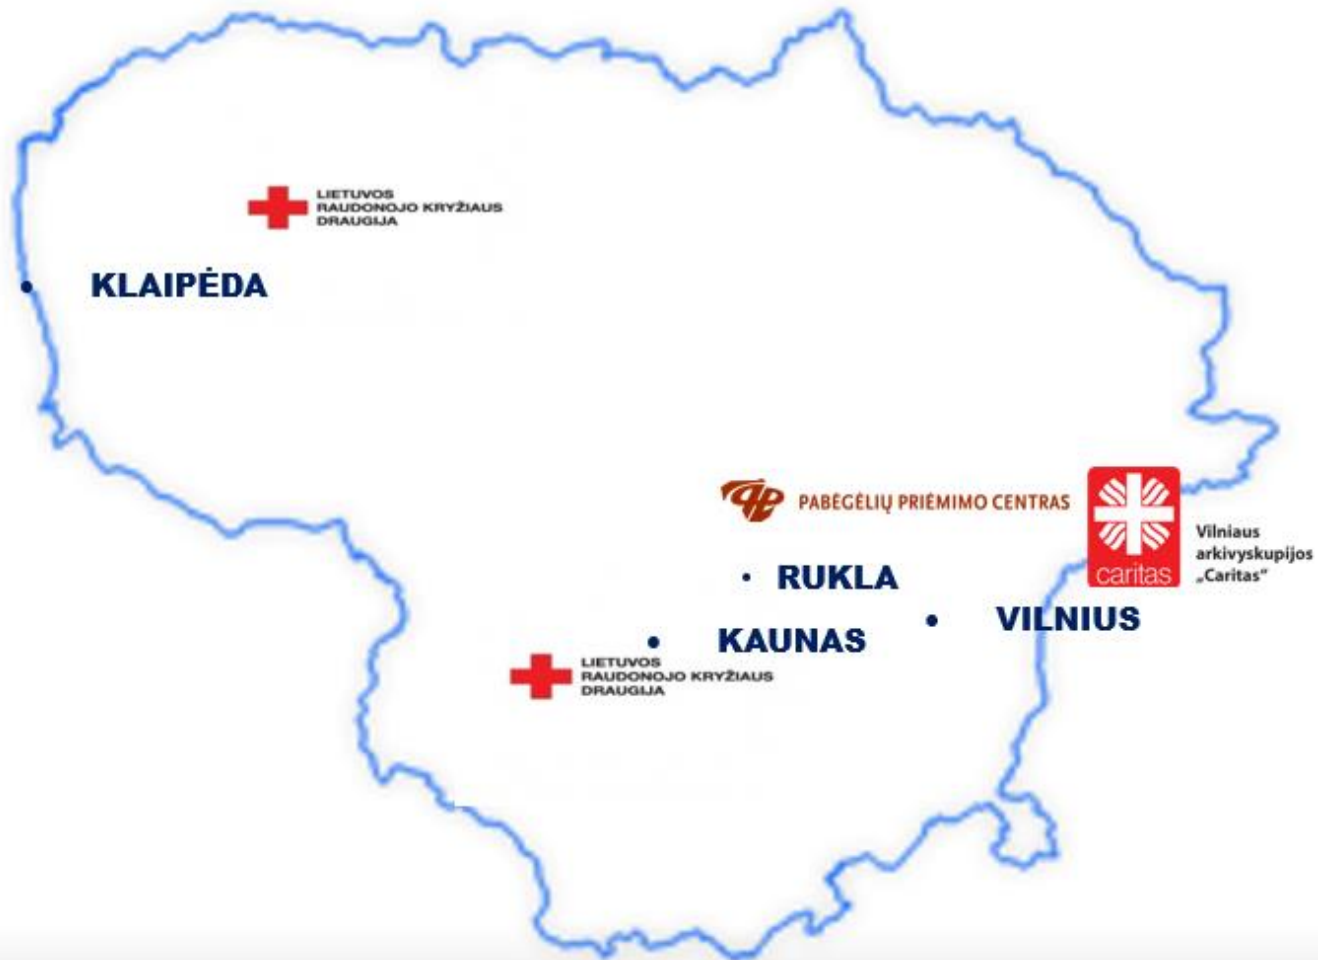 LIETUVOS
RAUDONOJO KRYŽIAUS
DRAUGIJA
KLAIPĖDA
PABĖGĖLIŲ PRIĖMIMO CENTRAS
caritas
Vilniaus
arkivyskupijos
„Caritas“
RUKLA
VILNIUS
KAUNAS
LIETUVOS
RAUDONOJO KRYŽIAUS
DRAUGIJA